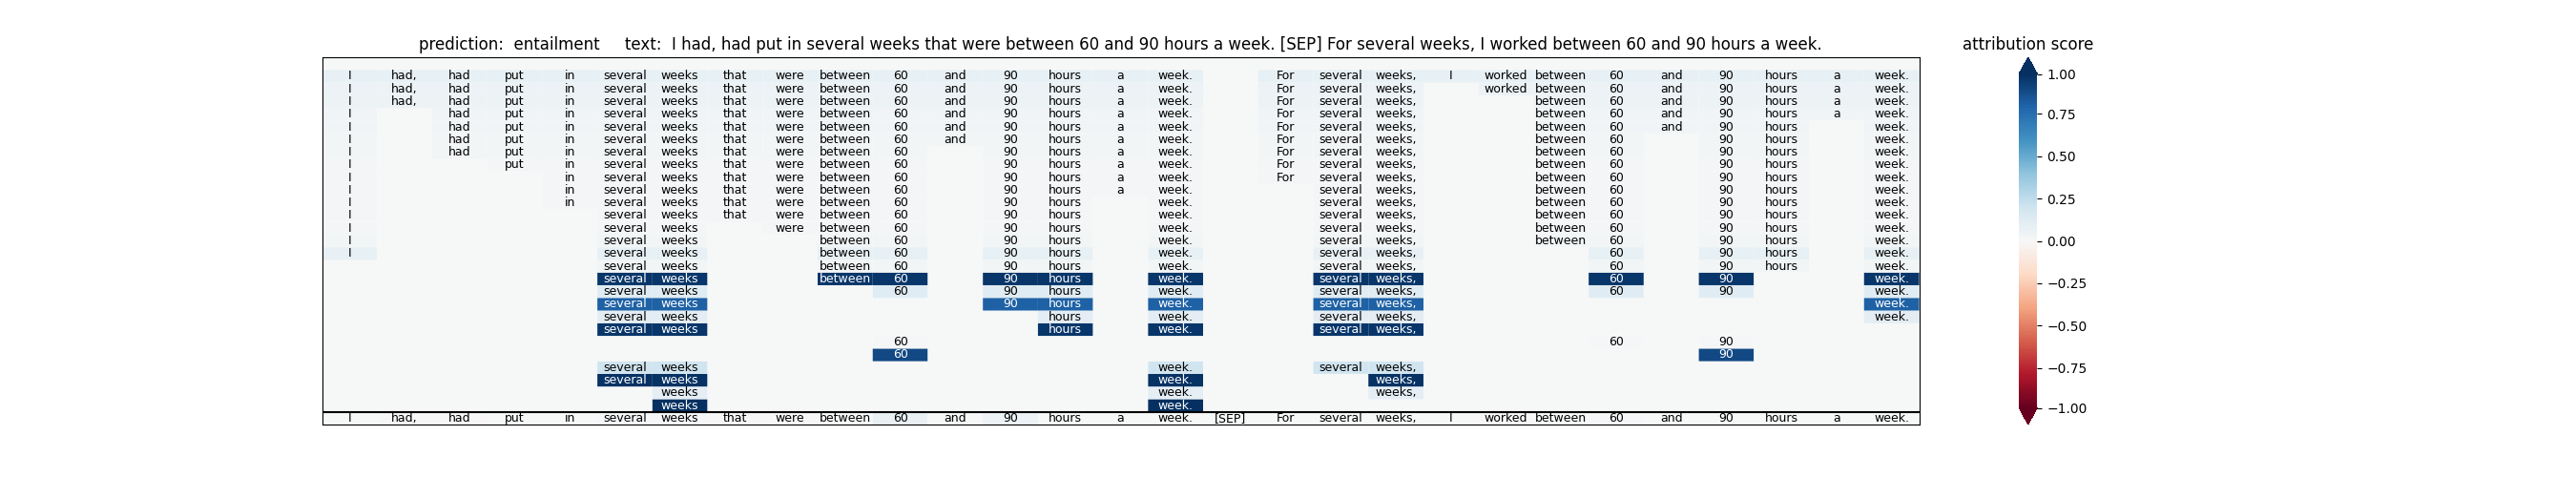 prediction: entailment text: I had, had put in several weeks that were between 60 and 90 hours a week. [SEP] For several weeks, I worked between 60 and 90 hours a week.
attribution score
I had, had put in several weeks that were between 60 and 90 hours a week. For several weeks, I worked between 60 and 90 hours a week.
I had, had put in several weeks that were between 60 and 90 hours a week. For several weeks, worked between 60 and 90 hours a week.
I had, had put in several weeks that were between 60 and 90 hours a week. For several weeks, between 60 and 90 hours a week.
I had put in several weeks that were between 60 and 90 hours a week. For several weeks, between 60 and 90 hours a week.
I had put in several weeks that were between 60 and 90 hours a week. For several weeks, between 60 and 90 hours week.
I had put in several weeks that were between 60 and 90 hours a week. For several weeks, between 60 90 hours week.
I had put in several weeks that were between 60 90 hours a week. For several weeks, between 60 90 hours week.
I put in several weeks that were between 60 90 hours a week. For several weeks, between 60 90 hours week.
I in several weeks that were between 60 90 hours a week. For several weeks, between 60 90 hours week.
I in several weeks that were between 60 90 hours a week. several weeks, between 60 90 hours week.
I in several weeks that were between 60 90 hours week. several weeks, between 60 90 hours week.
I several weeks that were between 60 90 hours week. several weeks, between 60 90 hours week.
I several weeks were between 60 90 hours week. several weeks, between 60 90 hours week.
I several weeks between 60 90 hours week. several weeks, between 60 90 hours week.
I several weeks between 60 90 hours week. several weeks, 60 90 hours week.
several weeks between 60 90 hours week. several weeks, 60 90 hours week.
several weeks between 60 90 hours week. several weeks, 60 90 week.
several weeks 60 90 hours week. several weeks, 60 90 week.
several weeks 90 hours week. several weeks, week.
several weeks hours week. several weeks, week.
several weeks hours week. several weeks,
60 60 90
60 90
several weeks week. several weeks,
several weeks week. weeks,
weeks week. weeks,
weeks week.
I had, had put in several weeks that were between 60 and 90 hours a week. [SEP] For several weeks, I worked between 60 and 90 hours a week.
1.00
0.75
0.50
0.25
0.00
−0.25
−0.50
−0.75
−1.00